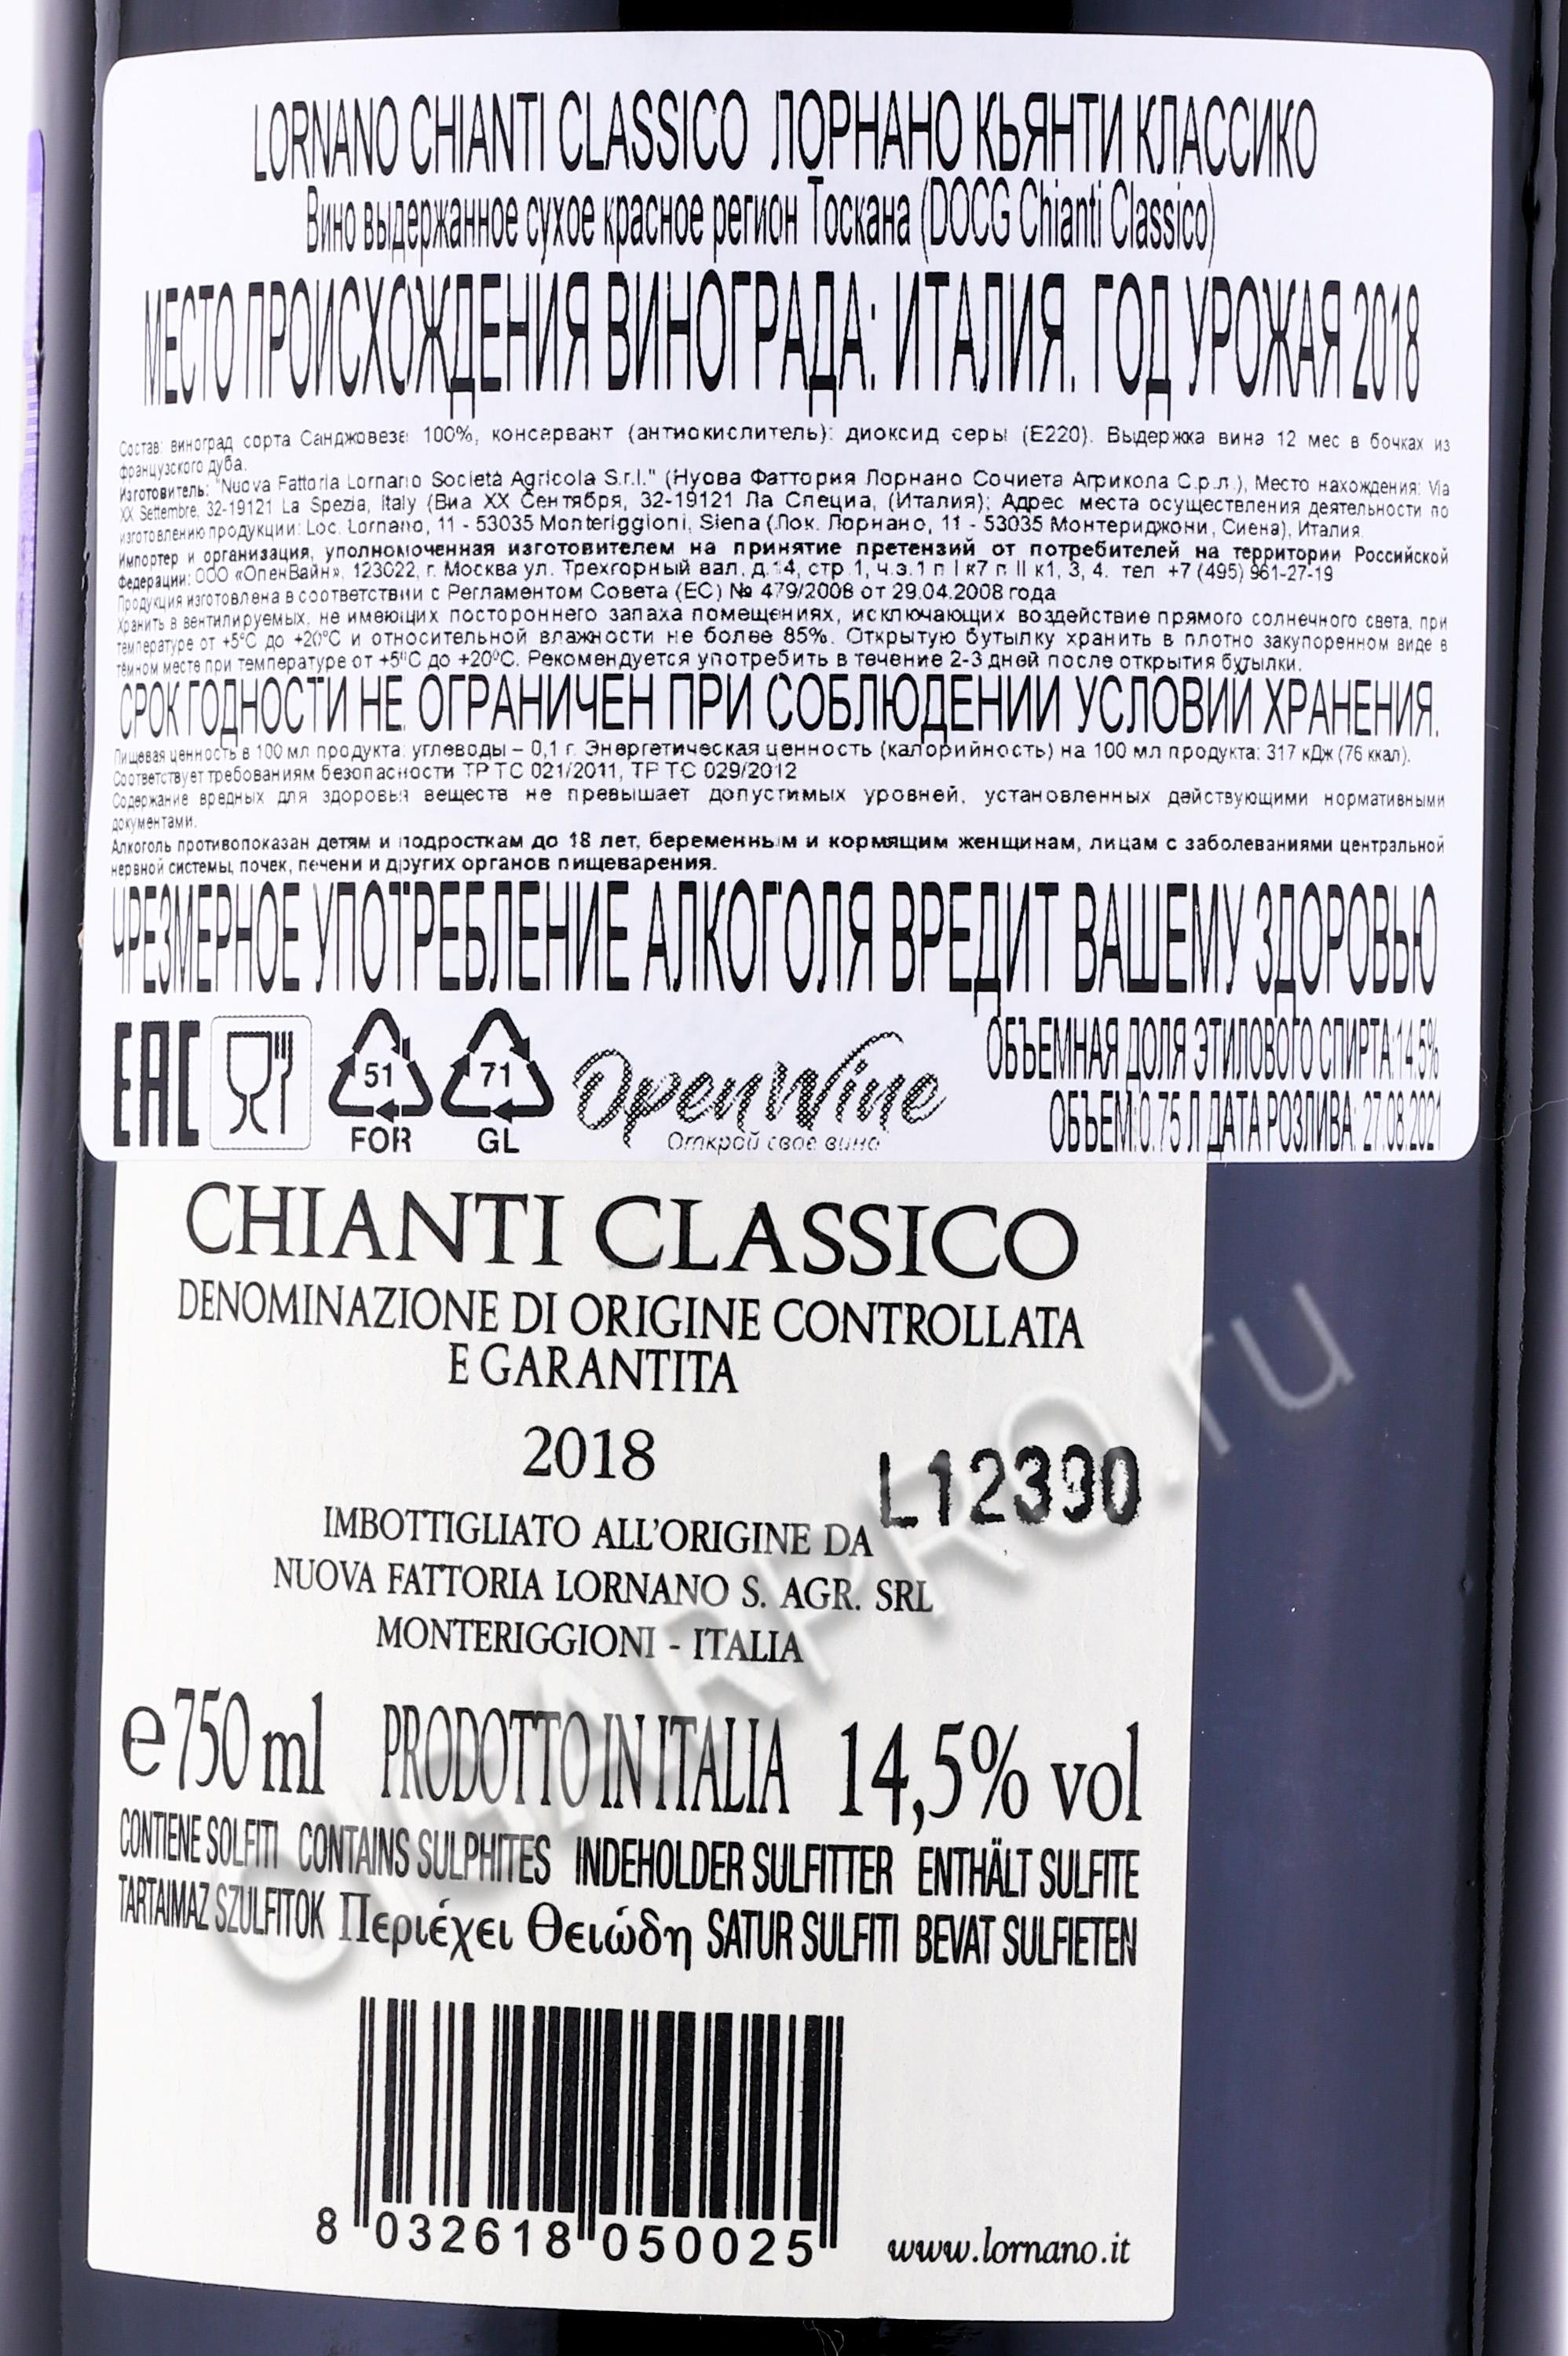 LORNANO CHIANTI CLASSICO ЛОРНАНО КЬЯНТИ КЛАССИКО
Вино выдержанное сухое красное регион Тоскана (DOCG Chianti Classico)
МЕСТО ПРОИСХОЖДЕНИЯ ВИНОГРАДА: ИТАЛИЯ. ГОД УРОЖАЯ 2018
Состав: виноград сорта Санджовезе 100%, консервант (антиокислитель): диоксид серы (Е220). Выдержка вина 12 мес в бочках из
французского дуба.
Изготовитель: "Nuova Fattoria Lornano Società Agricola S.r.l." (Нуова Фаттория Лорнано Сочиета Агрикола С.р.л.), Место нахождения: Via
XX Settembre, 32-19121 La Spezia, Italy (Виа XX Сентября, 32-19121 Ла Специа, (Италия); Адрес места осуществления деятельности по
изготовлению продукции: Loc. Lornano, 11 - 53035 Monteriggioni, Siena (Лок. Лорнано, 11 - 53035 Монтериджони, Сиена), Италия.
Импортер и организация, уполномоченная изготовителем на принятие претензий от потребителей на территории Российской
Федерации: ООО «ОпенВайн», 123022, г. Москва ул. Трехгорный вал, д.14, стр.1, ч.з.1 п I к7 п II к1, 3, 4. тел +7 (495) 961-27-19
Продукция изготовлена в соответствии с Регламентом Совета (ЕС) № 479/2008 от 29.04.2008 года
Хранить в вентилируемых, не имеющих постороннего запаха помещениях, исключающих воздействие прямого солнечного света, при
температуре от +5°С до +20°С и относительной влажности не более 85%. Открытую бутылку хранить в плотно закупоренном виде в
тёмном месте при температуре от +5°С до +20°С. Рекомендуется употребить в течение 2-3 дней после открытия бутылки.
СРОК ГОДНОСТИ НЕ ОГРАНИЧЕН ПРИ СОБЛЮДЕНИИ УСЛОВИЙ ХРАНЕНИЯ.
Пищевая ценность в 100 мл продукта: углеводы – 0,1 г. Энергетическая ценность (калорийность) на 100 мл продукта: 317 кДж (76 ккал).
Соответствует требованиям безопасности ТР ТС 021/2011, ТР ТС 029/2012
Содержание вредных для здоровья веществ не превышает допустимых уровней, установленных действующими нормативными
документами.
Алкоголь противопоказан детям и подросткам до 18 лет, беременным и кормящим женщинам, лицам с заболеваниями центральной
нервной системы, почек, печени и других органов пищеварения.
ЧРЕЗМЕРНОЕ УПОТРЕБЛЕНИЕ АЛКОГОЛЯ ВРЕДИТ ВАШЕМУ ЗДОРОВЬЮ
ОБЪЕМНАЯ ДОЛЯ ЭТИЛОВОГО СПИРТА:14.5%
ОБЪЕМ:0.75 Л ДАТА РОЗЛИВА: 27.08.2021
EAC
51
FOR
71
GL
OpenWine
Открой свое вино
CHIANTI CLASSICO
DENOMINAZIONE DI ORIGINE CONTROLLATA
E GARANTITA
2018
L12390
IMBOTTIGLIATO ALL'ORIGINE DA
NUOVA FATTORIA LORNANO S. AGR. SRL
MONTERIGGIONI - ITALIA
e 750 ml PRODOTTO IN ITALIA 14,5% vol
CONTIENE SOLFITI CONTAINS SULPHITES INDEHOLDER SULFITTER ENTHÄLT SULFITE
TARTAIMAZ SZULFITOK Περιέχει Θειώδη SATUR SULFITI BEVAT SULFIETEN
8 032618 050025
www.lornano.it
CIGARPRO.ru